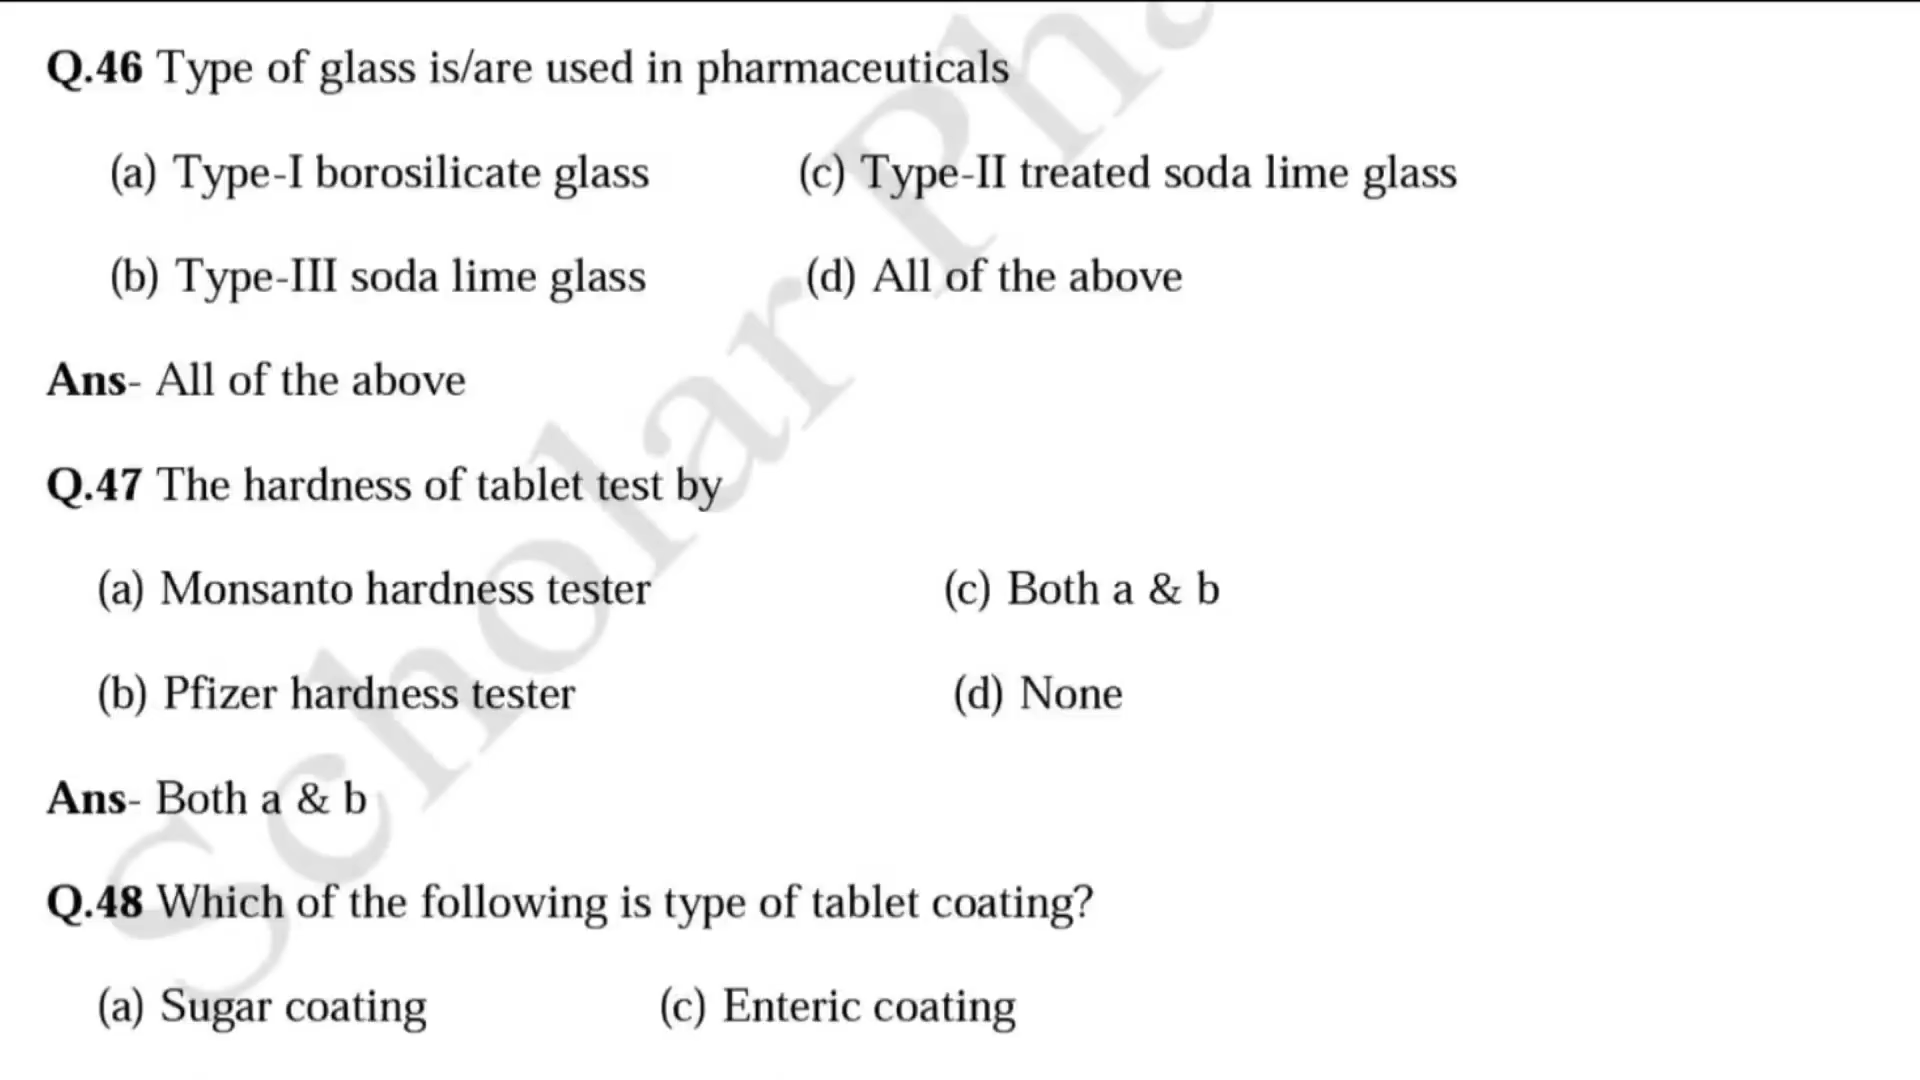 Q.46 Type of glass is/are used in pharmaceuticals
(a) Type-I borosilicate glass (c) Type-II treated soda lime glass
(b) Type-III soda lime glass (d) All of the above
Ans- All of the above
Q.47 The hardness of tablet test by
(a) Monsanto hardness tester (c) Both a & b
(b) Pfizer hardness tester (d) None
Ans- Both a & b
Q.48 Which of the following is type of tablet coating?
(a) Sugar coating (c) Enteric coating
Scholar Pha